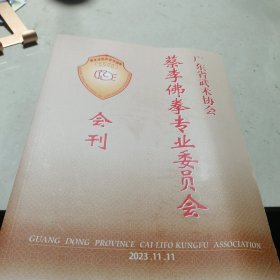 广东省武术协会
蔡李佛拳专业委员会
会刊
GUANG DONG PROVINCE CAI LIFO KUNGFU ASSOCIATION
2023.11.11